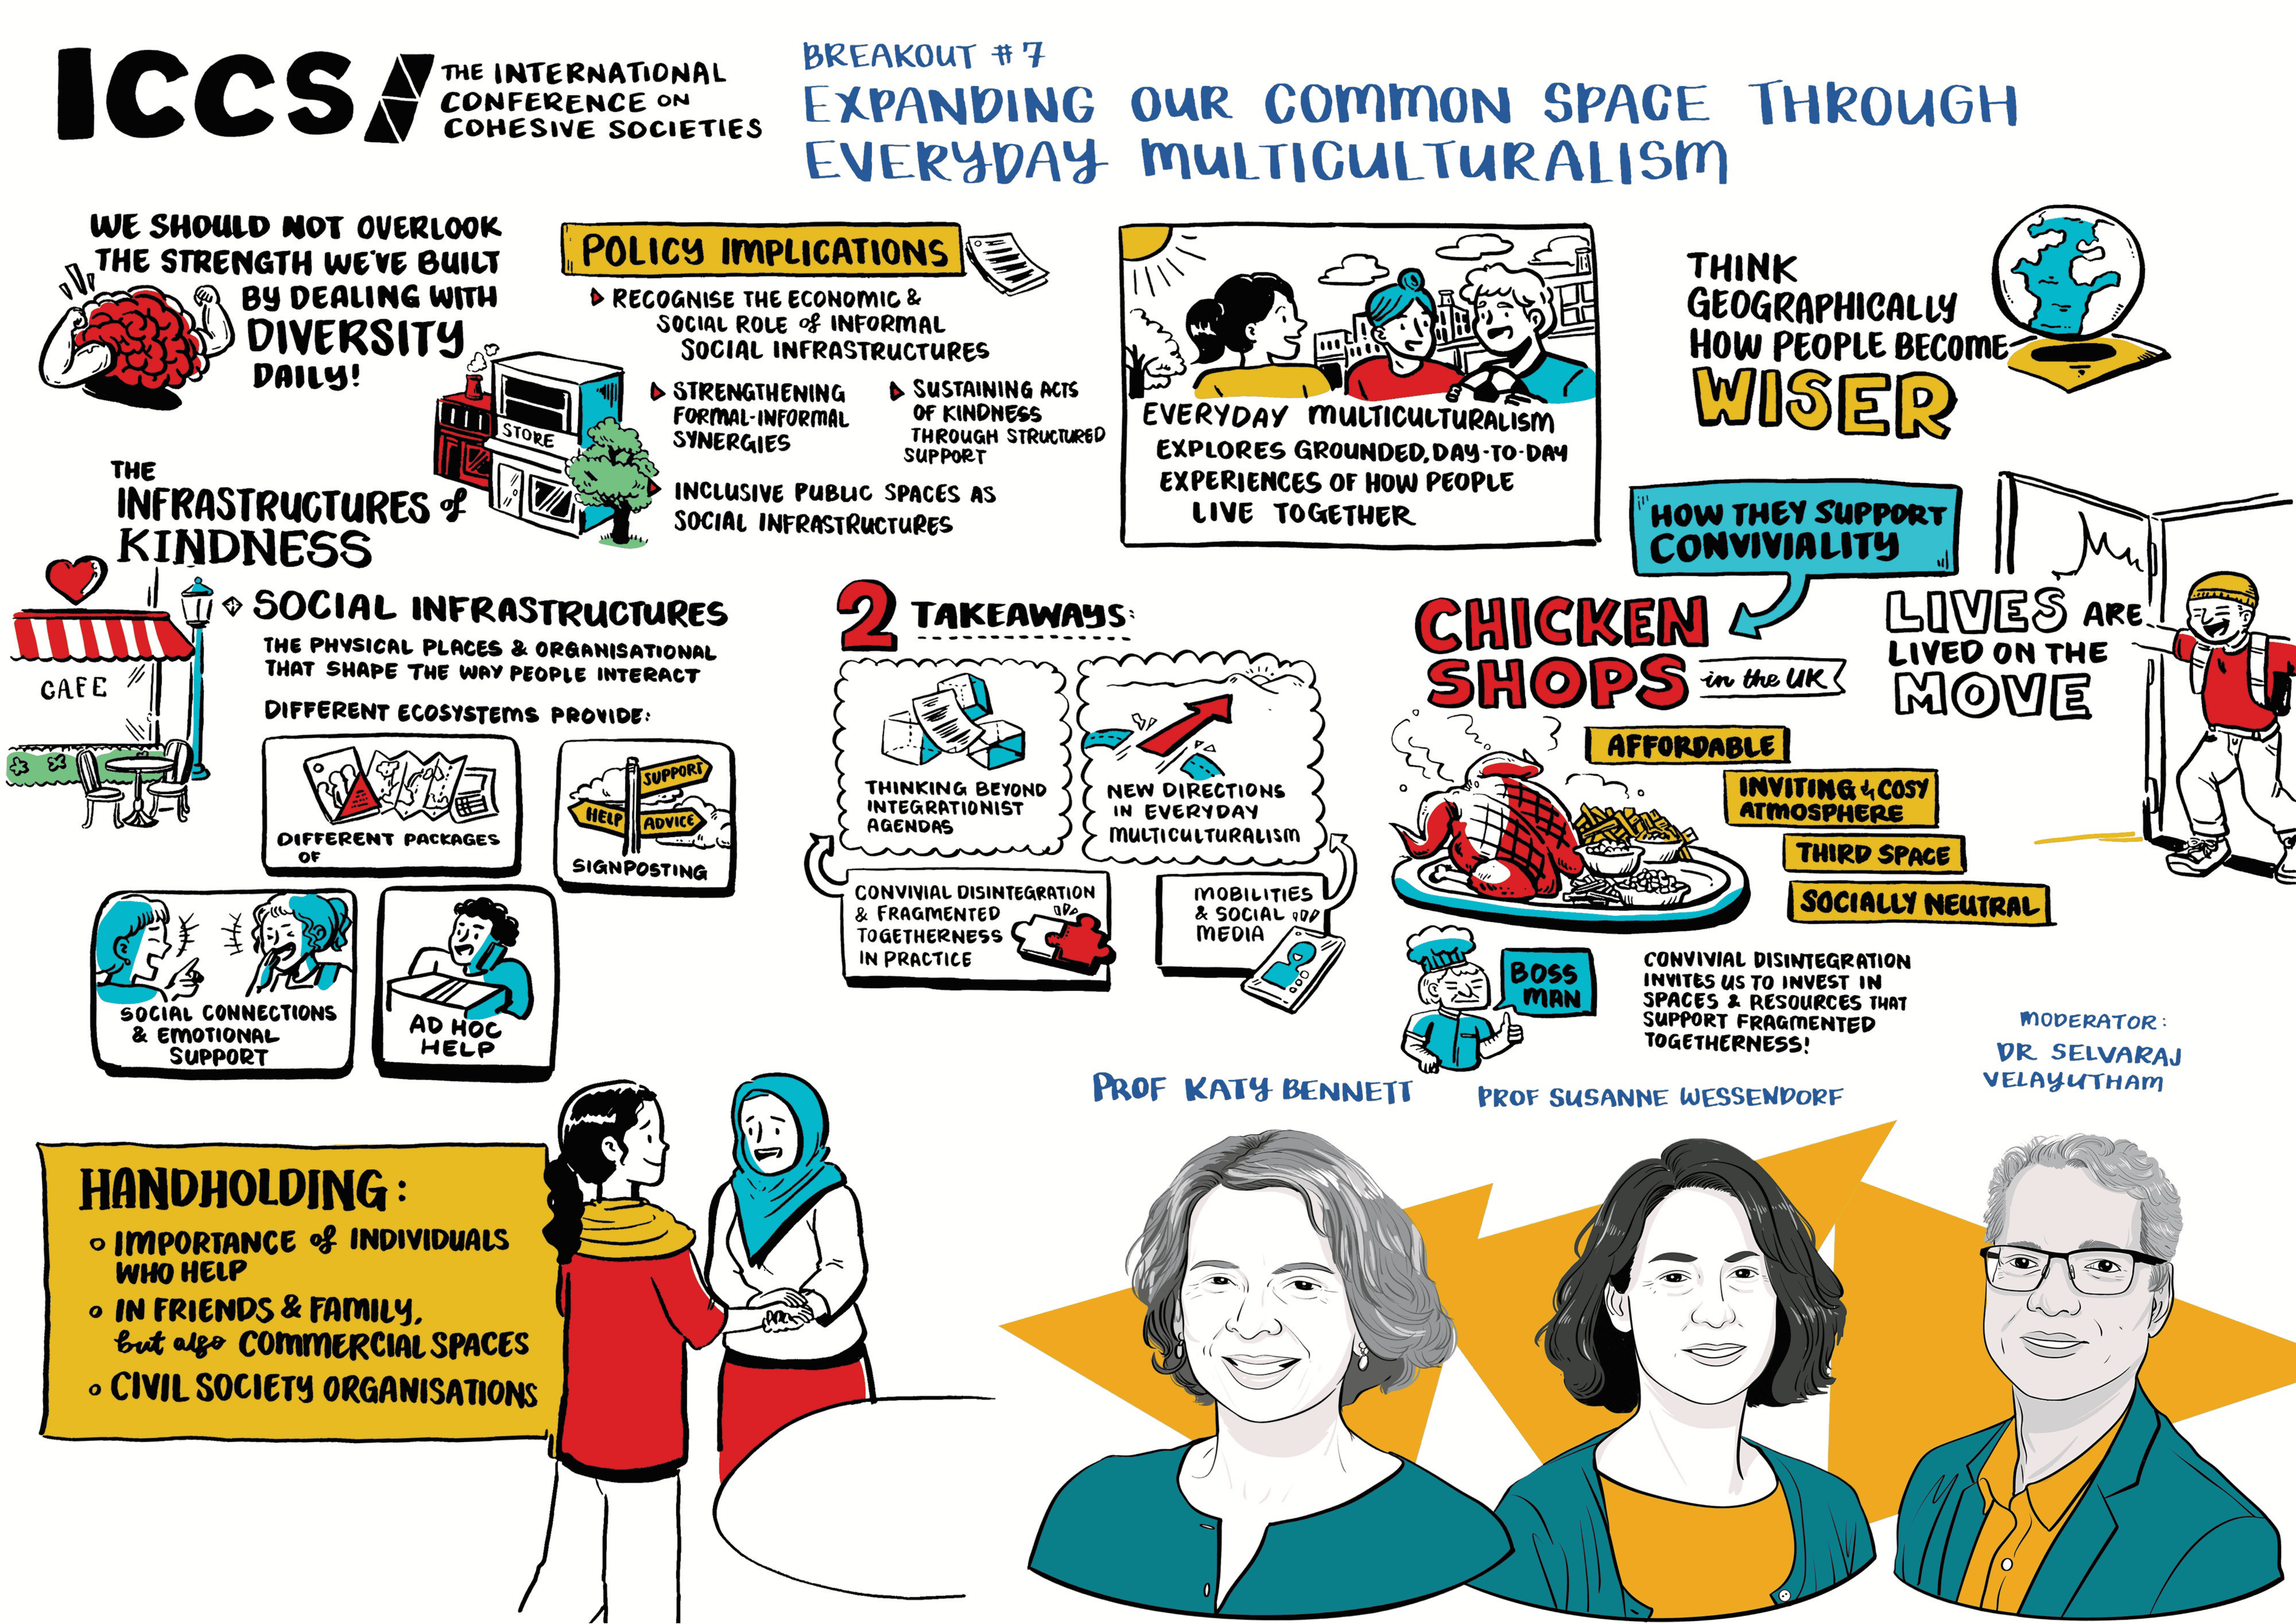 ICCS
THE INTERNATIONAL
CONFERENCE ON
COHESIVE SOCIETIES
BREAKOUT #7
EXPANDING OUR COMMON SPACE THROUGH
EVERYDAY MULTICULTURALISM
WE SHOULD NOT OVERLOOK
THE STRENGTH WE'VE BUILT
BY DEALING WITH
DIVERSITY
DAILY!
POLICY IMPLICATIONS
RECOGNISE THE ECONOMIC &
SOCIAL ROLE of INFORMAL
SOCIAL INFRASTRUCTURES
STRENGTHENING
FORMAL-INFORMAL
SYNERGIES
SUSTAINING ACTS
OF KINDNESS
THROUGH STRUCTURED
SUPPORT
INCLUSIVE PUBLIC SPACES AS
SOCIAL INFRASTRUCTURES
STORE
EVERYDAY MULTICULTURALISM
EXPLORES GROUNDED, DAY-TO-DAY
EXPERIENCES OF HOW PEOPLE
LIVE TOGETHER
THINK
GEOGRAPHICALLY
HOW PEOPLE BECOME
WISER
THE
INFRASTRUCTURES of
KINDNESS
CAFE
SOCIAL INFRASTRUCTURES
THE PHYSICAL PLACES & ORGANISATIONAL
THAT SHAPE THE WAY PEOPLE INTERACT
DIFFERENT ECOSYSTEMS PROVIDE:
DIFFERENT PACKAGES
OF
SUPPORT
HELP
ADVICE
SIGNPOSTING
SOCIAL CONNECTIONS
& EMOTIONAL
SUPPORT
AD HOC
HELP
2 TAKEAWAYS:
THINKING BEYOND
INTEGRATIONIST
AGENDAS
NEW DIRECTIONS
IN EVERYDAY
MULTICULTURALISM
CONVIVIAL DISINTEGRATION
& FRAGMENTED
TOGETHERNESS
IN PRACTICE
MOBILITIES
& SOCIAL
MEDIA
HOW THEY SUPPORT
CONVIVIALITY
CHICKEN
SHOPS in the UK
AFFORDABLE
INVITING & COSY
ATMOSPHERE
THIRD SPACE
SOCIALLY NEUTRAL
LIVES ARE
LIVED ON THE
MOVE
BOSS
MAN
CONVIVIAL DISINTEGRATION
INVITES US TO INVEST IN
SPACES & RESOURCES THAT
SUPPORT FRAGMENTED
TOGETHERNESS!
HANDHOLDING:
IMPORTANCE of INDIVIDUALS
WHO HELP
IN FRIENDS & FAMILY,
but also COMMERCIAL SPACES
CIVIL SOCIETY ORGANISATIONS
PROF KATY BENNETT
PROF SUSANNE WESSENDORF
MODERATOR:
DR SELVARAJ
VELAYUTHAM